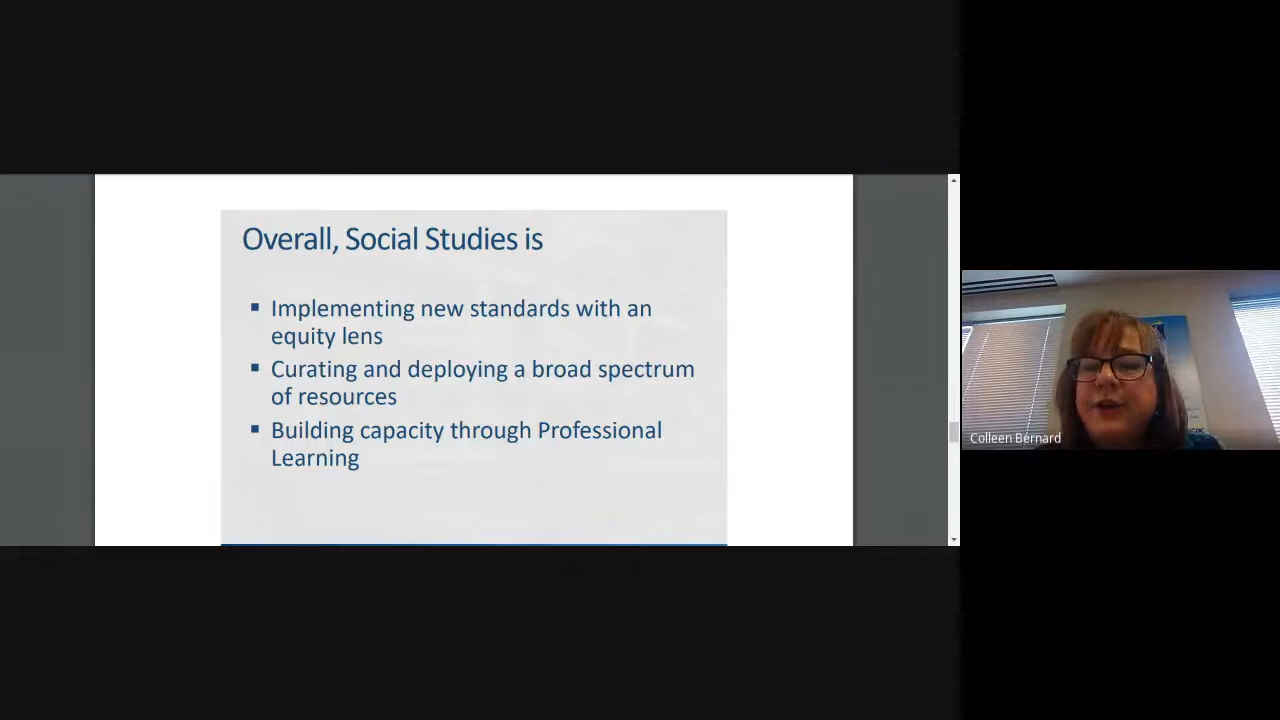 Overall, Social Studies is
▪ Implementing new standards with an
equity lens
▪ Curating and deploying a broad spectrum
of resources
▪ Building capacity through Professional
Learning
Colleen Bernard